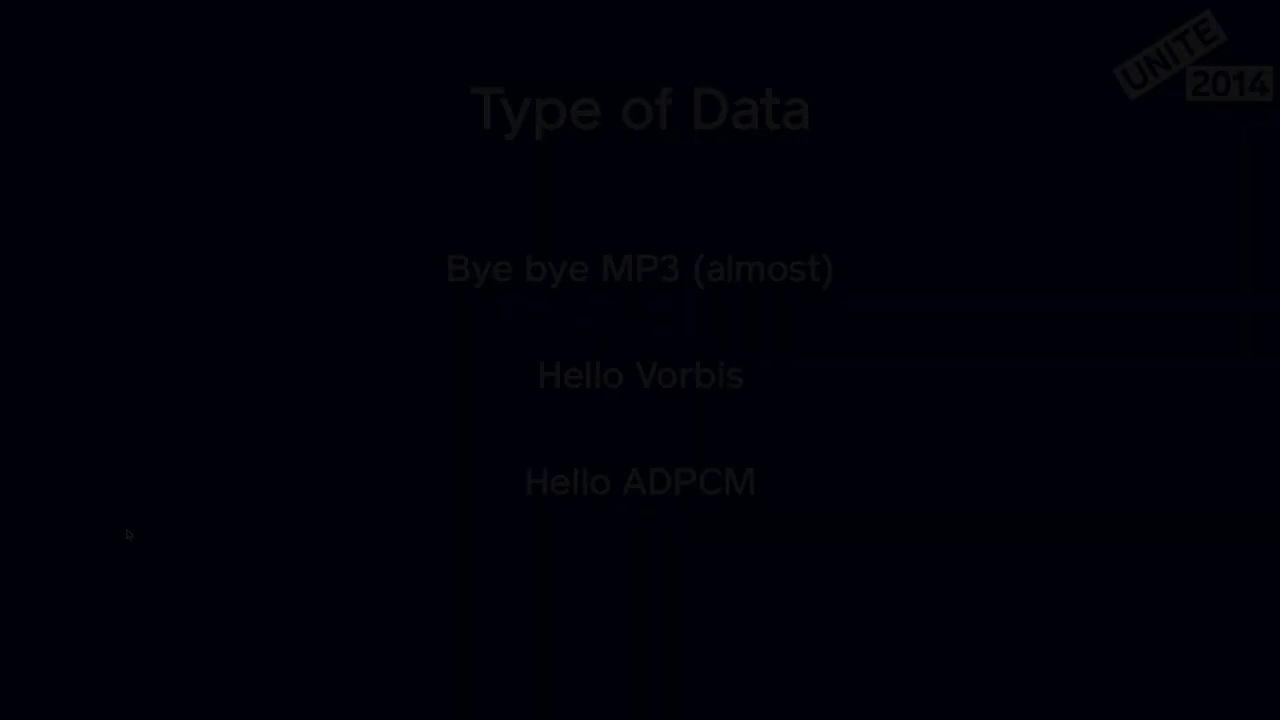 UNITE
2014
Type of Data
Bye bye MP3 (almost)
Hello Vorbis
Hello ADPCM